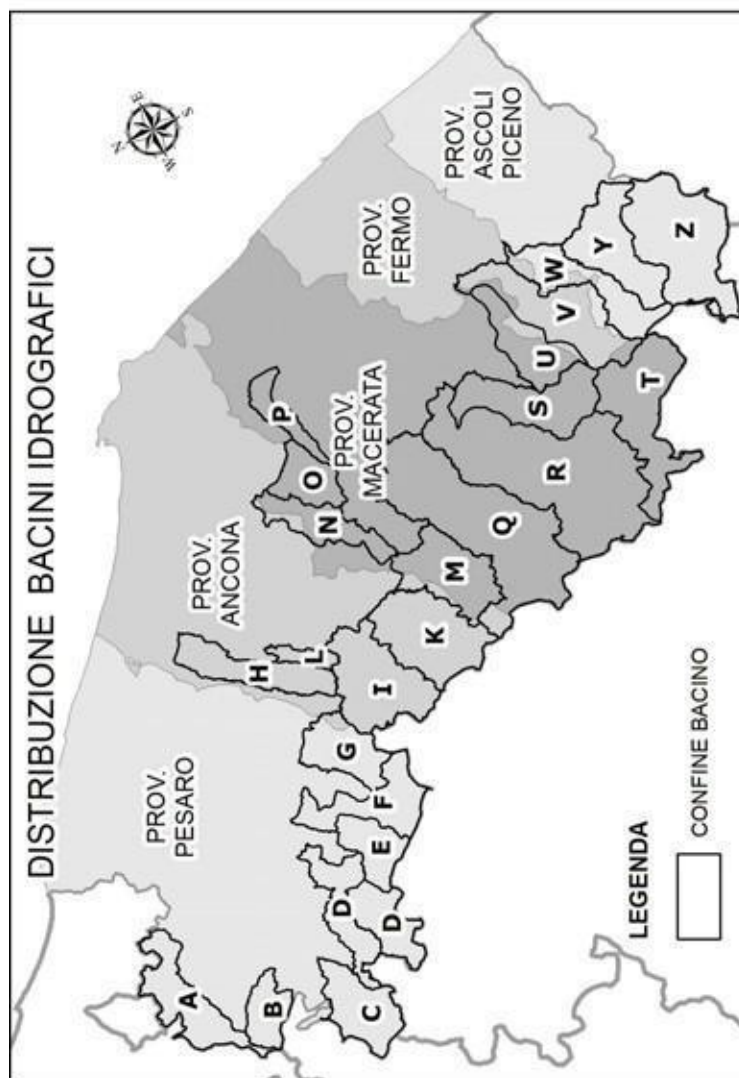 DISTRIBUZIONE BACINI IDROGRAFICI
N
E
S
W
PROV.
PESARO
PROV.
ANCONA
PROV.
MACERATA
PROV.
FERMO
PROV.
ASCOLI
PICENO
A
B
C
D
D
E
F
G
H
I
L
K
M
N
O
P
Q
R
S
T
U
V
W
Y
Z
LEGENDA
CONFINE BACINO